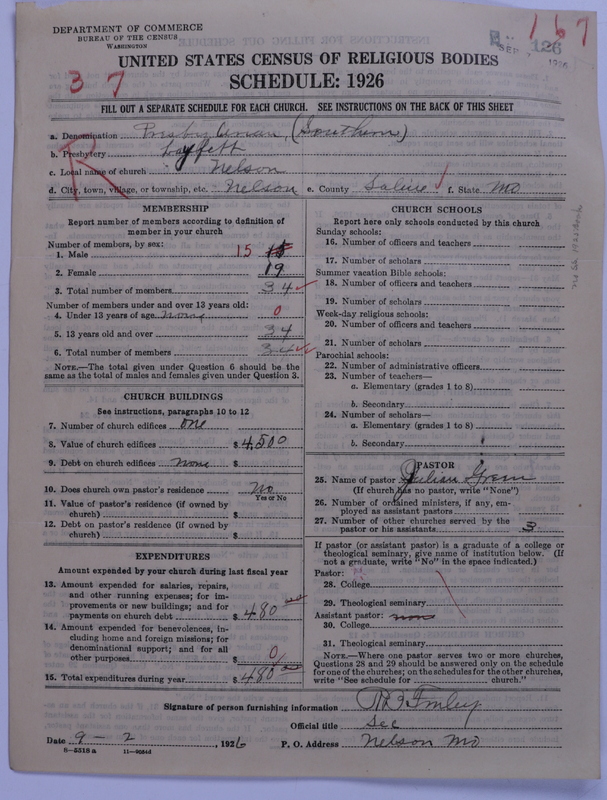 DEPARTMENT OF COMMERCE
BUREAU OF THE CENSUS
WASHINGTON
167
126
SEP 1926
37
UNITED STATES CENSUS OF RELIGIOUS BODIES
SCHEDULE: 1926
FILL OUT A SEPARATE SCHEDULE FOR EACH CHURCH. SEE INSTRUCTIONS ON THE BACK OF THIS SHEET
R
a. Denomination Presbyterian (Southern)
b. Presbytery Layfett
c. Local name of church Nelson
d. City, town, village, or township, etc. Nelson e. County Saline f. State Mo
MEMBERSHIP
Report number of members according to definition of
member in your church
Number of members, by sex:
1. Male 15
2. Female 19
3. Total number of members 34
Number of members under and over 13 years old:
4. Under 13 years of age none 0
5. 13 years old and over 34
6. Total number of members 34
NOTE.—The total given under Question 6 should be
same as the total of males and females given under Question 3.
CHURCH BUILDINGS
See instructions, paragraphs 10 to 12
7. Number of church edifices one
8. Value of church edifices $4,500
9. Debt on church edifices none $
10. Does church own pastor's residence No
Yes or No
11. Value of pastor's residence (if owned by
church) $
12. Debt on pastor's residence (if owned by
church) $
EXPENDITURES
Amount expended by your church during last fiscal year
13. Amount expended for salaries, repairs,
and other running expenses; for im-
provements or new buildings; and for
payments on church debt $480
14. Amount expended for benevolences, in-
cluding home and foreign missions; for
denominational support; and for all
other purposes $ 0
15. Total expenditures during year $480
CHURCH SCHOOLS
Report here only schools conducted by this church
Sunday schools:
16. Number of officers and teachers
17. Number of scholars
Summer vacation Bible schools:
18. Number of officers and teachers
19. Number of scholars
Week-day religious schools:
20. Number of officers and teachers
21. Number of scholars
Parochial schools:
22. Number of administrative officers
23. Number of teachers—
a. Elementary (grades 1 to 8)
b. Secondary
24. Number of scholars—
a. Elementary (grades 1 to 8)
b. Secondary
PASTOR
25. Name of pastor Julian Green
(If church has no pastor, write "None")
26. Number of ordained ministers, if any, em-
ployed as assistant pastors
27. Number of other churches served by the
pastor or his assistants 3
If pastor (or assistant pastor) is a graduate of a college or
theological seminary, give name of institution below. (If
not a graduate, write "No" in the space indicated.)
Pastor:
28. College
29. Theological seminary
Assistant pastor: none
30. College
31. Theological seminary
NOTE.—Where one pastor serves two or more churches,
Questions 28 and 29 should be answered only on the schedule
for one of the churches; on the schedules for the other churches,
write "See schedule for church."
Signature of person furnishing information Finley
Official title Sec
Date 9-2, 1926 P. O. Address Nelson Mo
8-5518 a 11-9054d